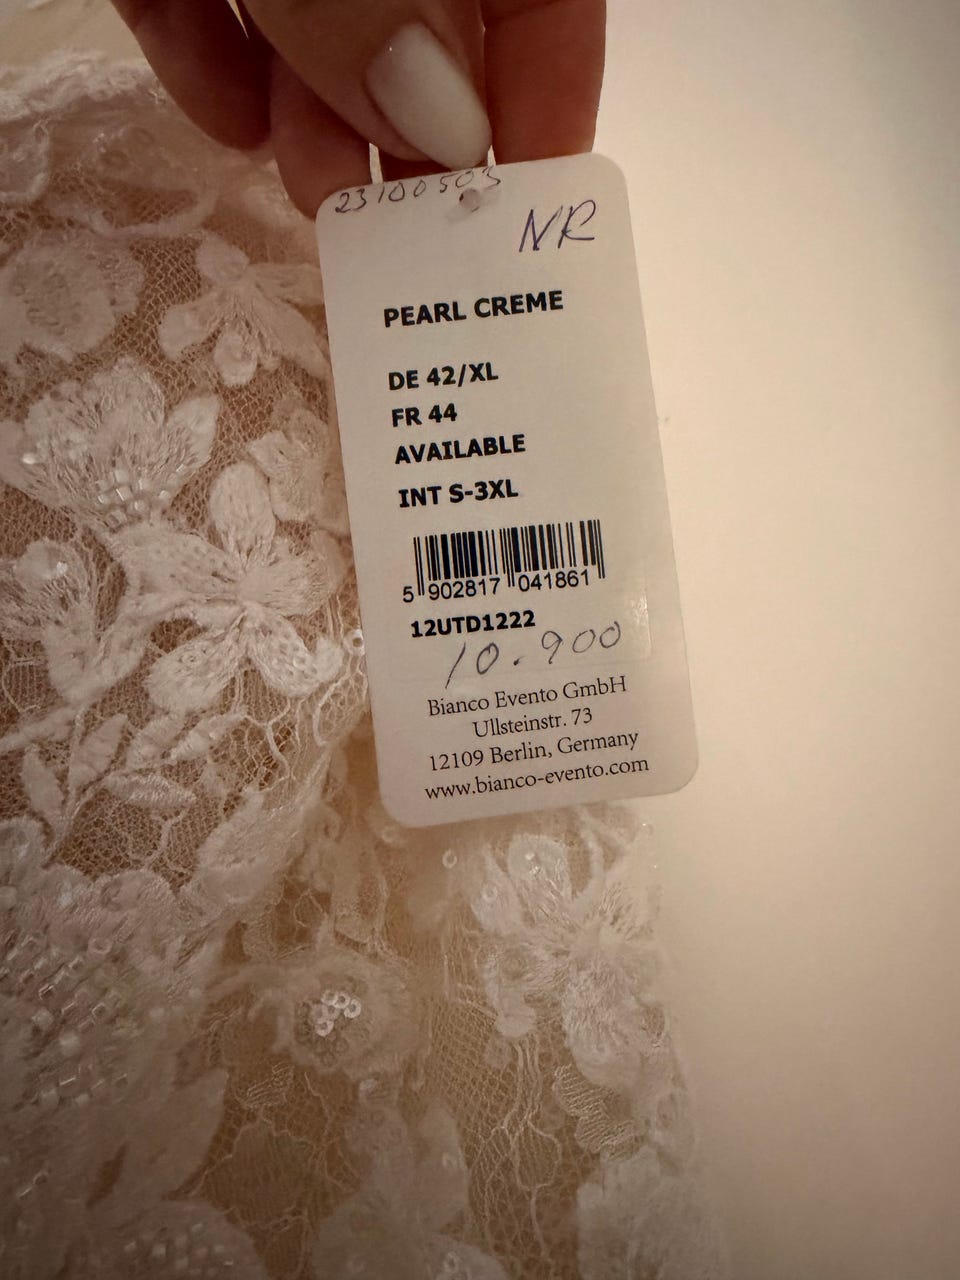 23100503
NR
PEARL CREME
DE 42/XL
FR 44
AVAILABLE
INT S-3XL
5 902817 041861
12UTD1222
10.900
Bianco Evento GmbH
Ullsteinstr. 73
12109 Berlin, Germany
www.bianco-evento.com